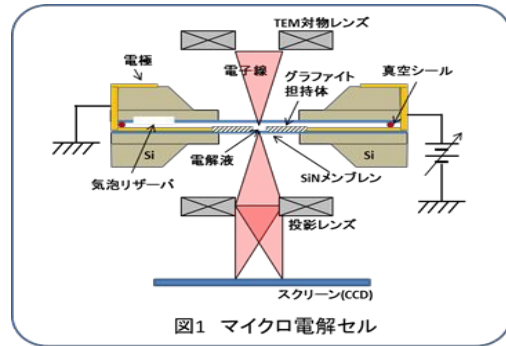 TEM対物レンズ
電極
電子線
グラファイト
担持体
真空シール
Si
電解液
Si
気泡リザーバ
SiNメンブレン
投影レンズ
スクリーン(CCD)
図1 マイクロ電解セル